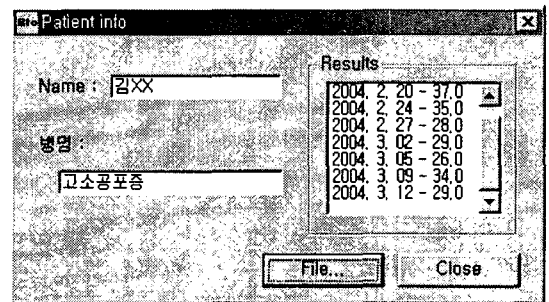 Patient info
Name : 김XX
병명 :
고소공포증
Results
2004, 2, 20 - 37,0
2004, 2, 24 - 35,0
2004, 2, 27 - 28,0
2004, 3, 02 - 29,0
2004, 3, 05 - 26,0
2004, 3, 09 - 34,0
2004, 3, 12 - 29,0
File...
Close